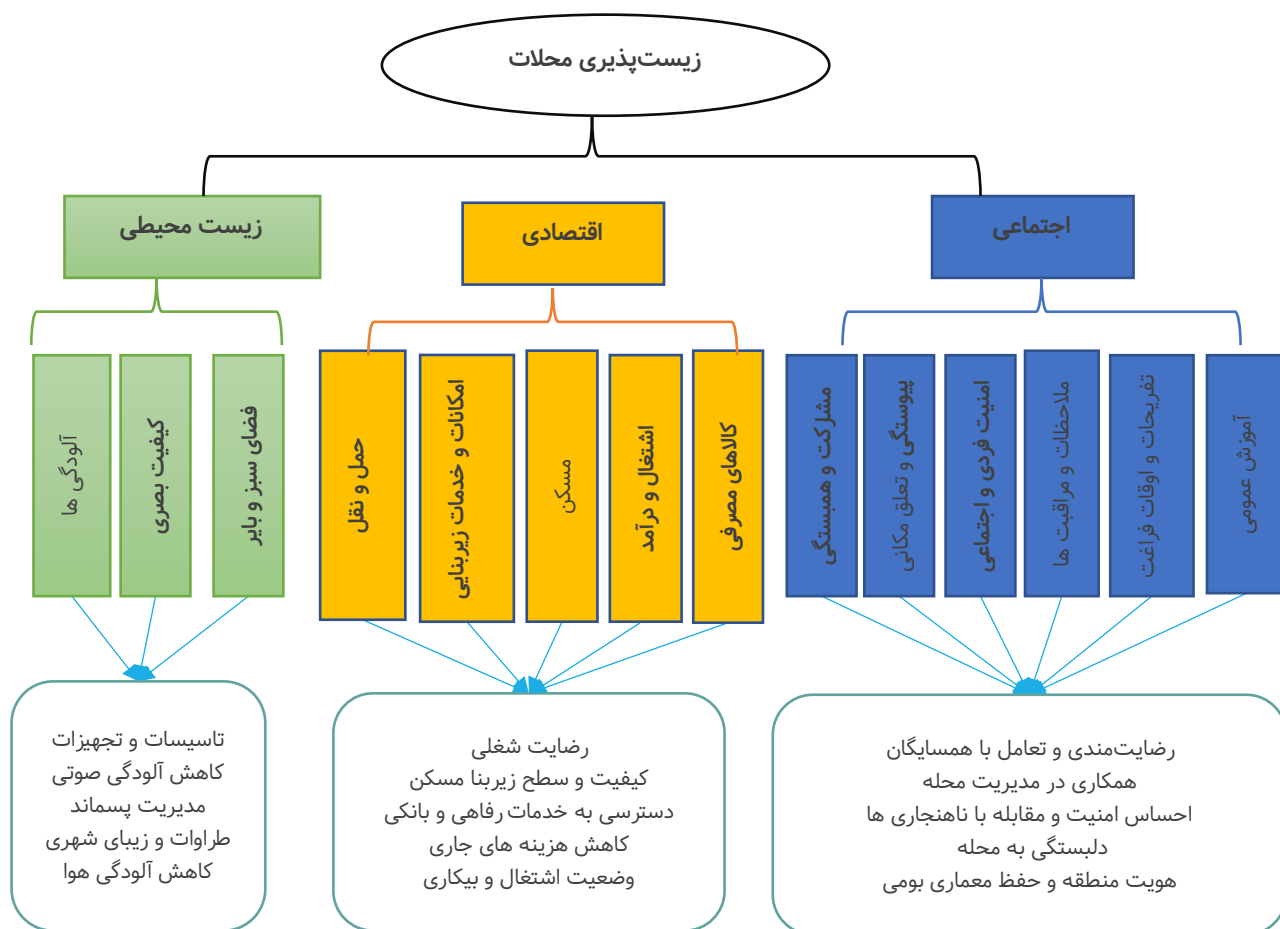 زیست‌پذیری محلات
اجتماعی
اقتصادی
زیست محیطی
آموزش عمومی
تفریحات و اوقات فراغت
ملاحظات و مراقبت ها
امنیت فردی و اجتماعی
پیوستگی و تعلق مکانی
مشارکت و همبستگی
کالاهای مصرفی
اشتغال و درآمد
مسکن
امکانات و خدمات زیربنایی
حمل و نقل
فضای سبز و بایر
کیفیت بصری
آلودگی ها
رضایت‌مندی و تعامل با همسایگان
همکاری در مدیریت محله
احساس امنیت و مقابله با ناهنجاری ها
دلبستگی به محله
هویت منطقه و حفظ معماری بومی
رضایت شغلی
کیفیت و سطح زیربنا مسکن
دسترسی به خدمات رفاهی و بانکی
کاهش هزینه های جاری
وضعیت اشتغال و بیکاری
تاسیسات و تجهیزات
کاهش آلودگی صوتی
مدیریت پسماند
طراوات و زیبای شهری
کاهش آلودگی هوا